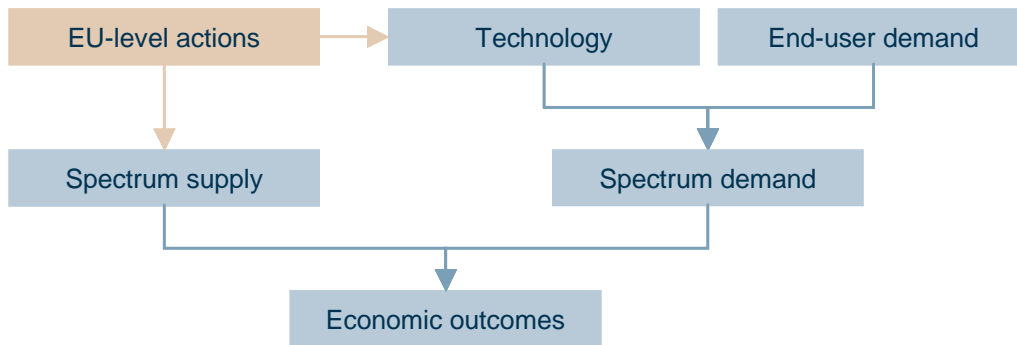 EU-level actions
Technology
End-user demand
Spectrum supply
Spectrum demand
Economic outcomes